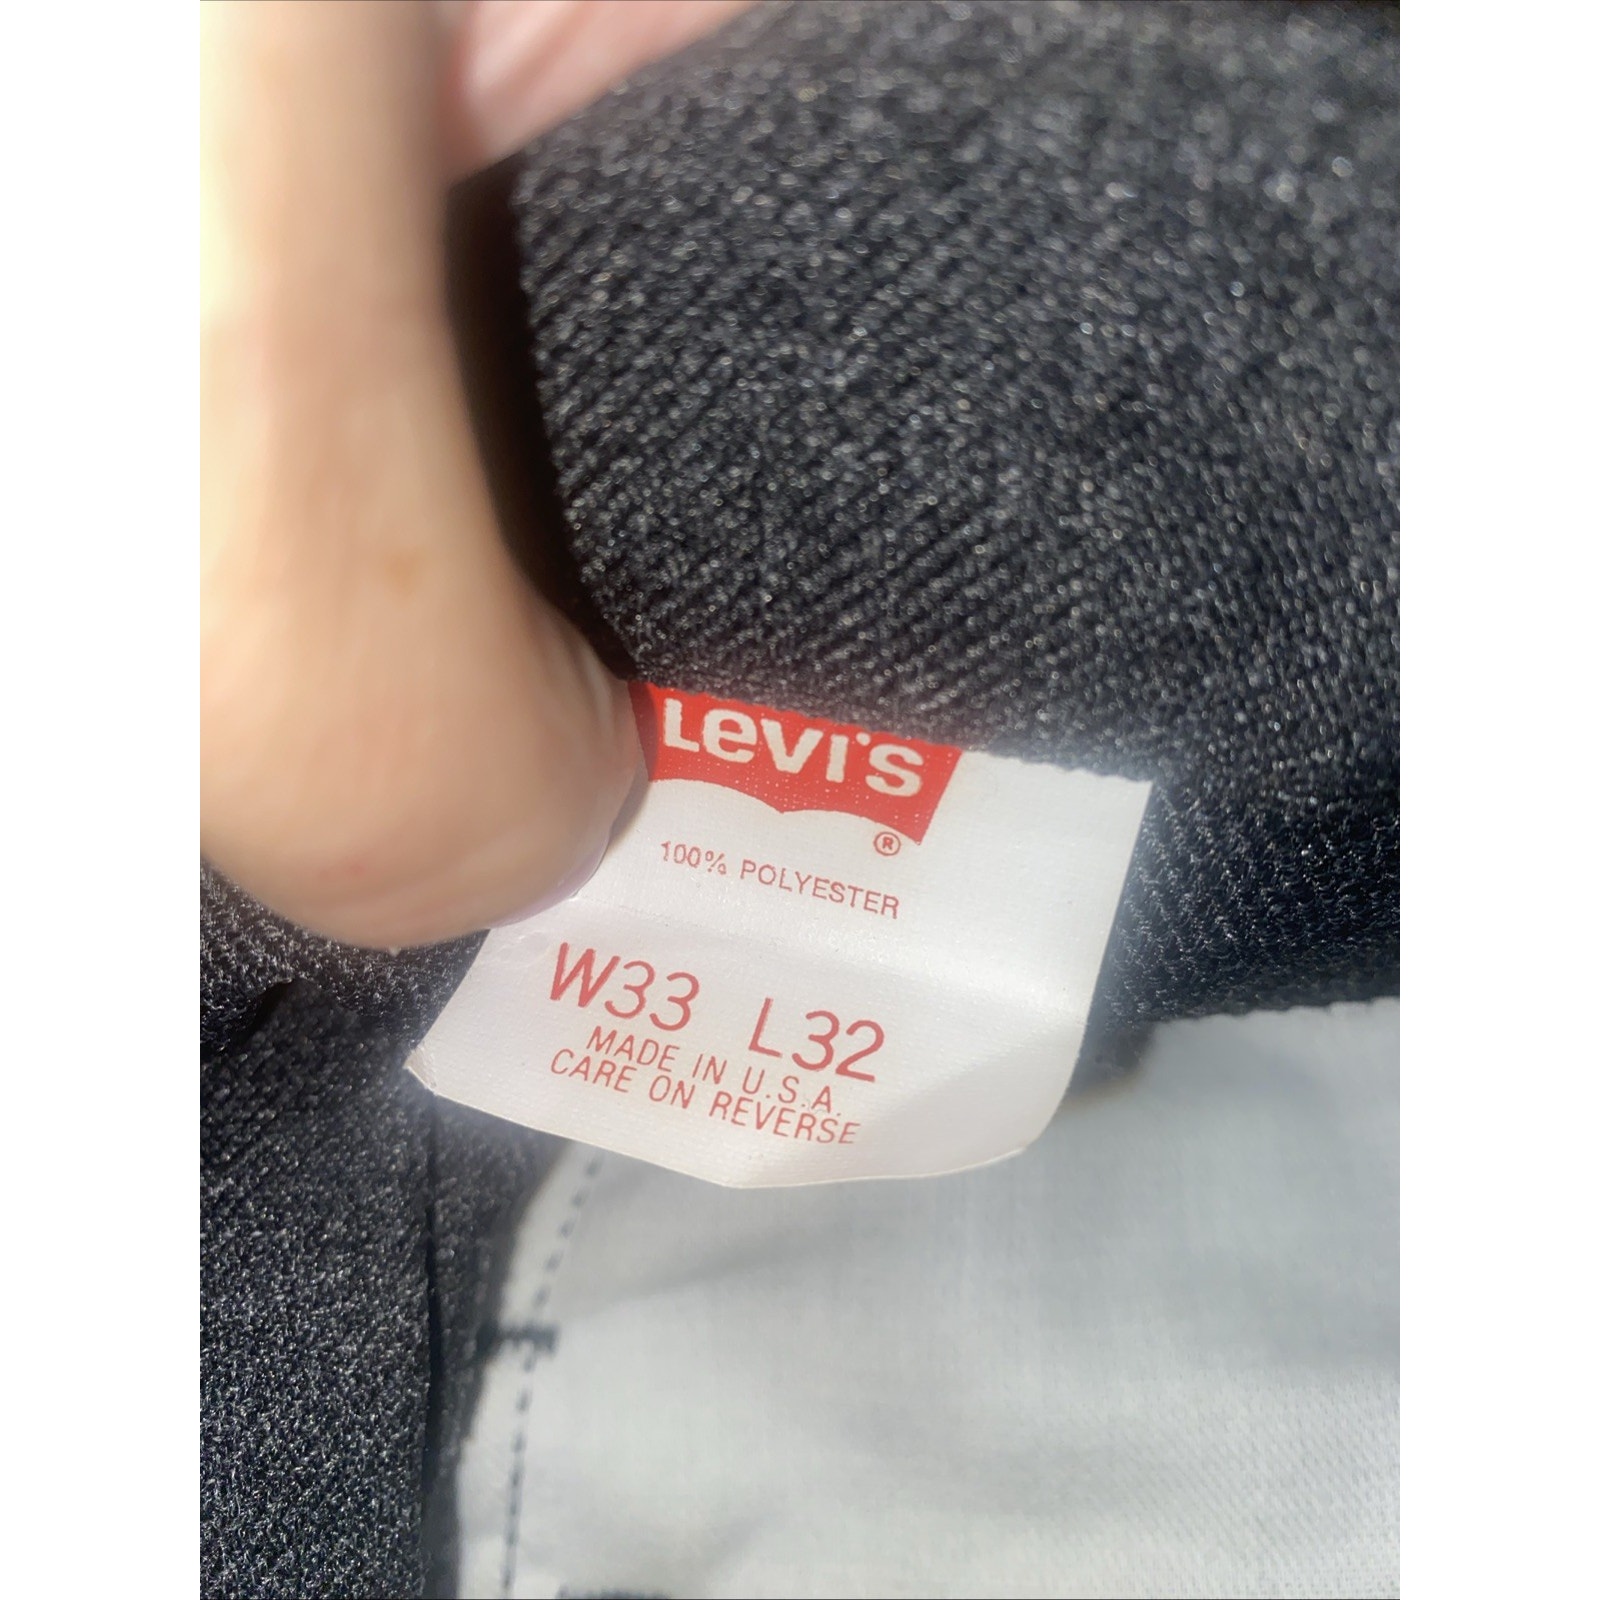 Levi's
®
100% POLYESTER
W33 L32
MADE IN U.S.A.
CARE ON REVERSE